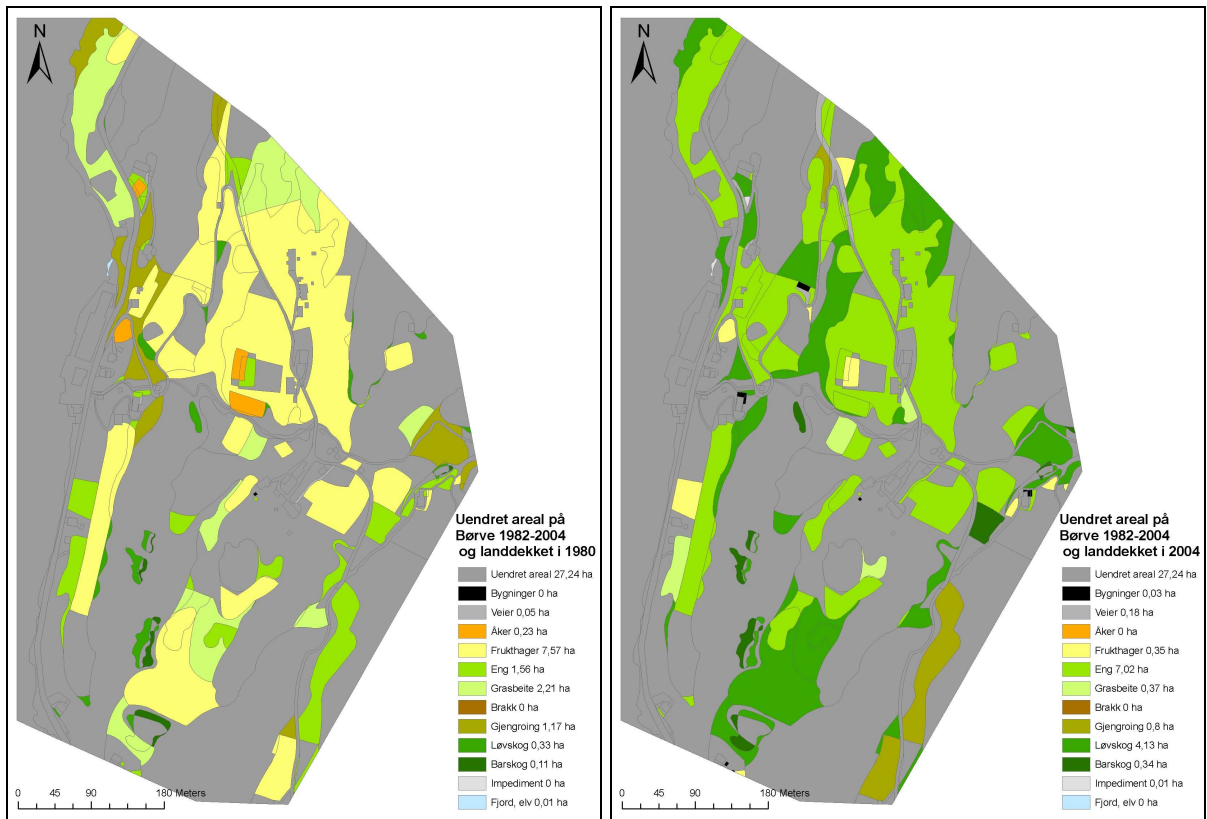 N
Uendret areal på
Børve 1982-2004
og landdekket i 1980
Uendret areal 27,24 ha
Bygninger 0 ha
Veier 0,05 ha
Åker 0,23 ha
Frukthager 7,57 ha
Eng 1,56 ha
Grasbeite 2,21 ha
Brakk 0 ha
Gjengroing 1,17 ha
Løvskog 0,33 ha
Barskog 0,11 ha
Impediment 0 ha
Fjord, elv 0,01 ha
0 45 90 180 Meters
N
Uendret areal på
Børve 1982-2004
og landdekket i 2004
Uendret areal 27,24 ha
Bygninger 0,03 ha
Veier 0,18 ha
Åker 0 ha
Frukthager 0,35 ha
Eng 7,02 ha
Grasbeite 0,37 ha
Brakk 0 ha
Gjengroing 0,8 ha
Løvskog 4,13 ha
Barskog 0,34 ha
Impediment 0,01 ha
Fjord, elv 0 ha
0 45 90 180 Meters